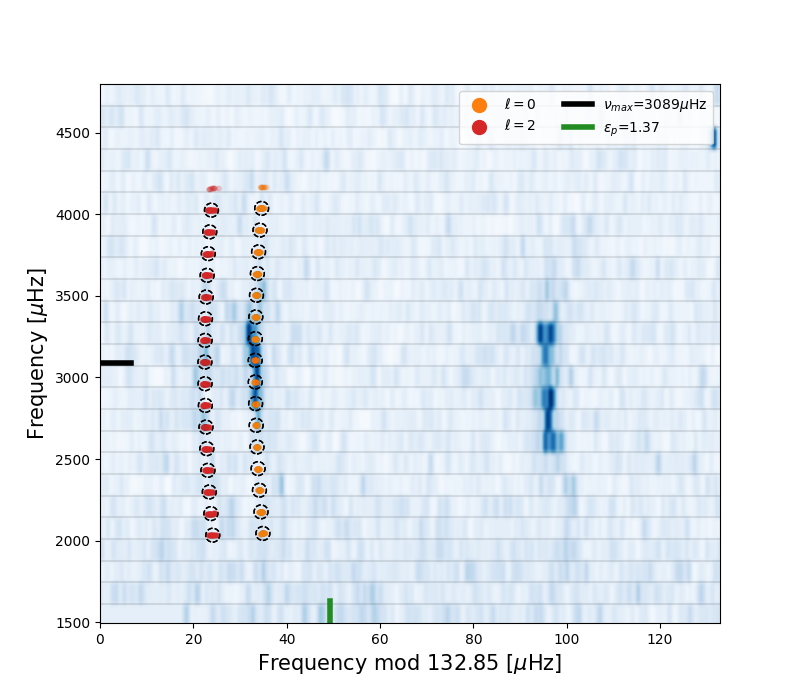 ℓ = 0
ℓ = 2
ν_max=3089μHz
ε_p=1.37
4500
4000
3500
3000
2500
2000
1500
Frequency [μHz]
0 20 40 60 80 100 120
Frequency mod 132.85 [μHz]